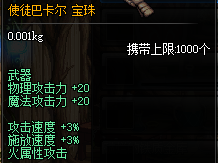 使徒巴卡尔 宝珠
0.001kg
携带上限:1000个
武器
物理攻击力 +20
魔法攻击力 +20
攻击速度 +3%
施放速度 +3%
火属性攻击